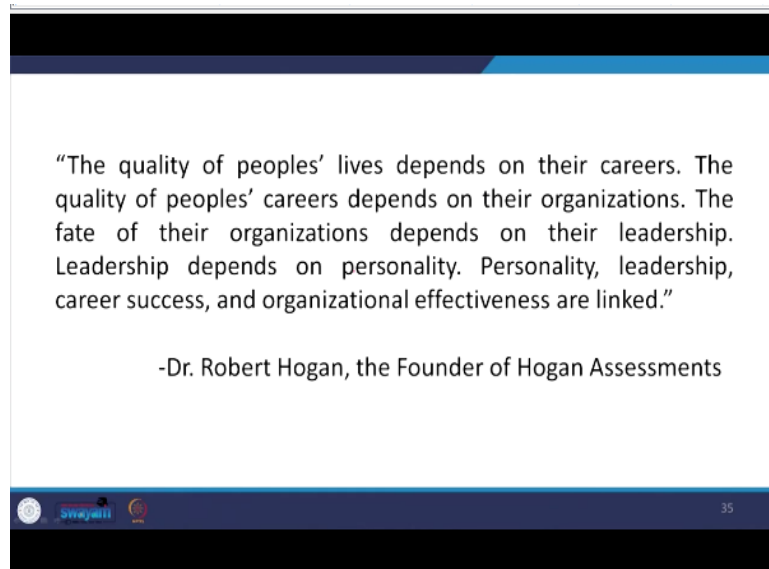 “The quality of peoples’ lives depends on their careers. The
quality of peoples’ careers depends on their organizations. The
fate of their organizations depends on their leadership.
Leadership depends on personality. Personality, leadership,
career success, and organizational effectiveness are linked.”
-Dr. Robert Hogan, the Founder of Hogan Assessments
swayam
35